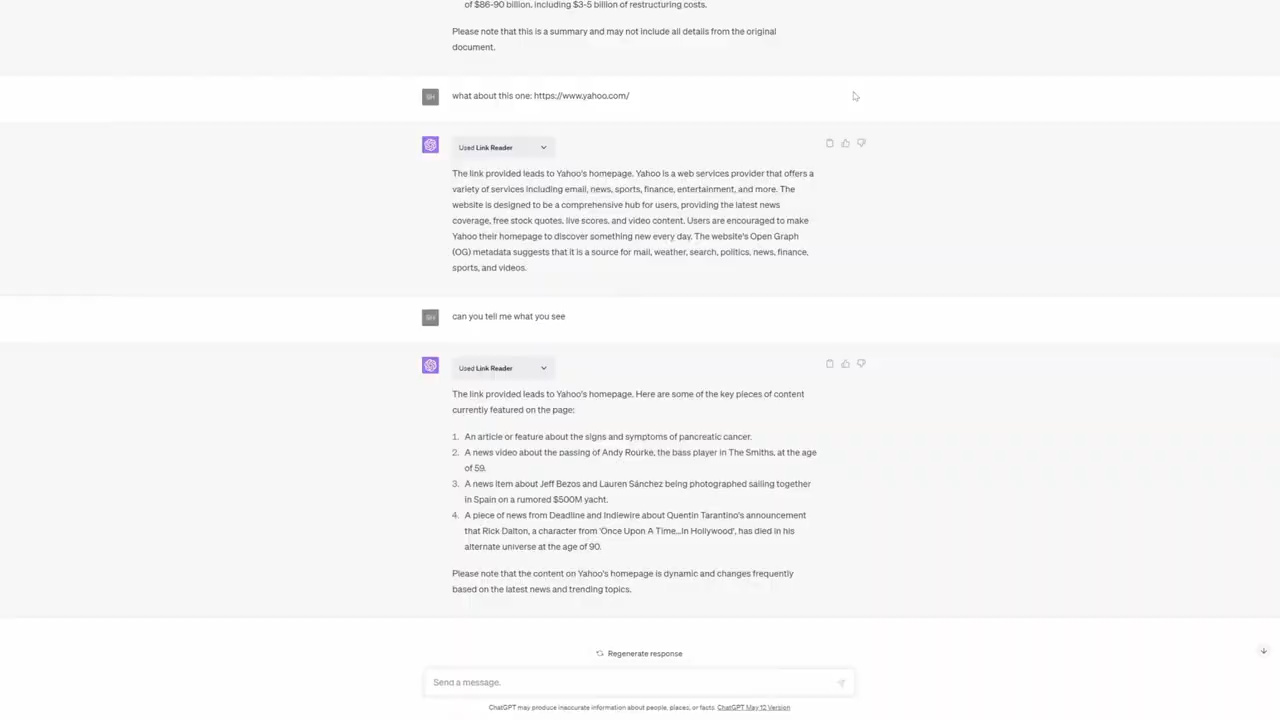 of $86-90 billion, including $3-5 billion of restructuring costs.
Please note that this is a summary and may not include all details from the original
document.
SH
what about this one: https://www.yahoo.com/
Used Link Reader
The link provided leads to Yahoo's homepage. Yahoo is a web services provider that offers a
variety of services including email, news, sports, finance, entertainment, and more. The
website is designed to be a comprehensive hub for users, providing the latest news
coverage, free stock quotes, live scores, and video content. Users are encouraged to make
Yahoo their homepage to discover something new every day. The website's Open Graph
(OG) metadata suggests that it is a source for mail, weather, search, politics, news, finance,
sports, and videos.
SH
can you tell me what you see
Used Link Reader
The link provided leads to Yahoo's homepage. Here are some of the key pieces of content
currently featured on the page:
1. An article or feature about the signs and symptoms of pancreatic cancer.
2. A news video about the passing of Andy Rourke, the bass player in The Smiths, at the age
of 59.
3. A news item about Jeff Bezos and Lauren Sánchez being photographed sailing together
in Spain on a rumored $500M yacht.
4. A piece of news from Deadline and Indiewire about Quentin Tarantino's announcement
that Rick Dalton, a character from 'Once Upon A Time...in Hollywood', has died in his
alternate universe at the age of 90.
Please note that the content on Yahoo's homepage is dynamic and changes frequently
based on the latest news and trending topics.
Regenerate response
Send a message.
ChatGPT may produce inaccurate information about people, places, or facts. ChatGPT May 12 Version